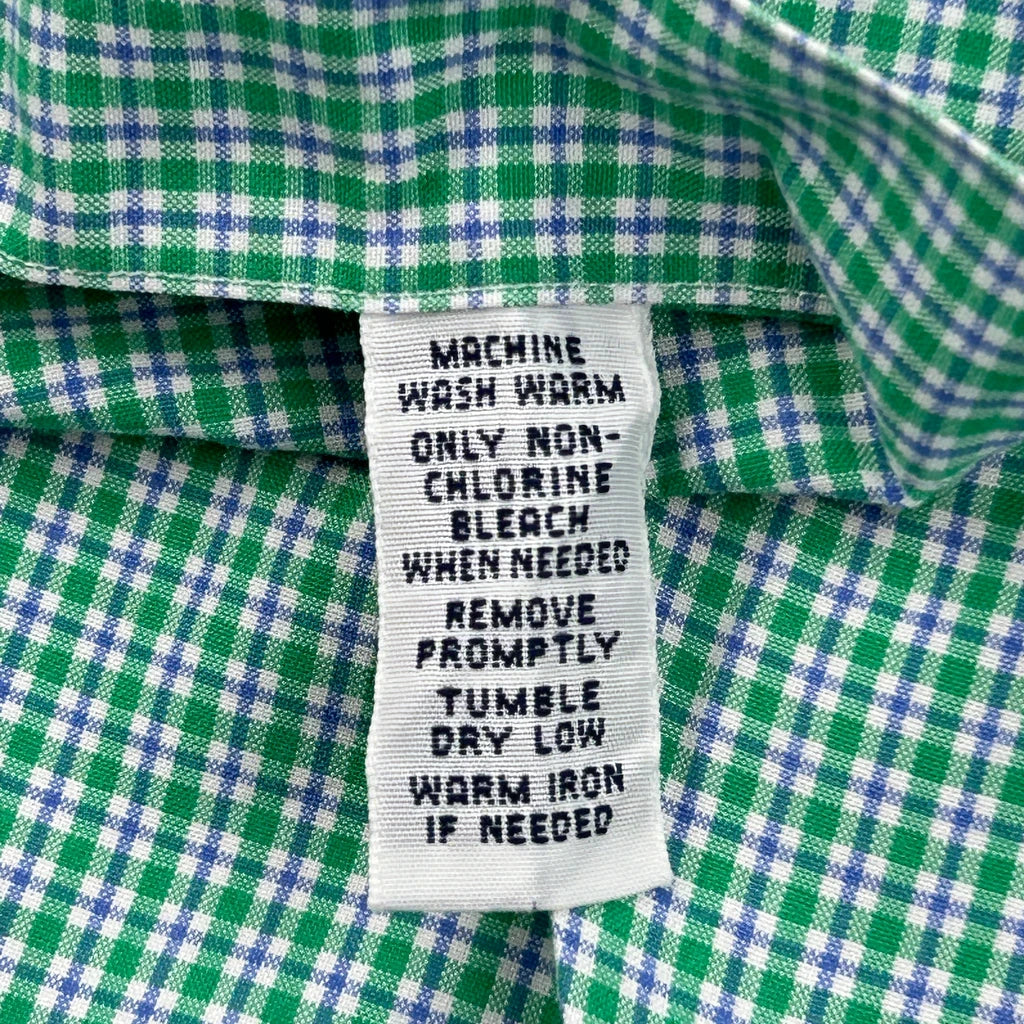 MACHINE
WASH WARM
ONLY NON-
CHLORINE
BLEACH
WHEN NEEDED
REMOVE
PROMPTLY
TUMBLE
DRY LOW
WARM IRON
IF NEEDED